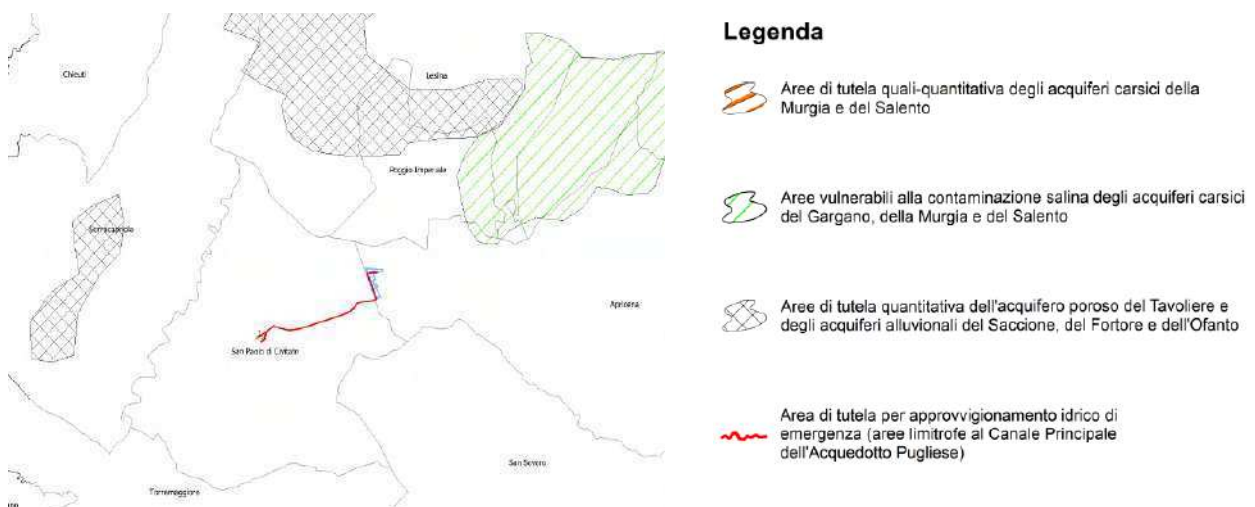 Chieuti
Lesina
Poggio Imperiale
Serracapriola
Apricena
San Paolo di Civitate
San Severo
Torremaggiore
Legenda
Aree di tutela quali-quantitativa degli acquiferi carsici della
Murgia e del Salento
Aree vulnerabili alla contaminazione salina degli acquiferi carsici
del Gargano, della Murgia e del Salento
Aree di tutela quantitativa dell'acquifero poroso del Tavoliere e
degli acquiferi alluvionali del Saccione, del Fortore e dell'Ofanto
Area di tutela per approvvigionamento idrico di
emergenza (aree limitrofe al Canale Principale
dell'Acquedotto Pugliese)